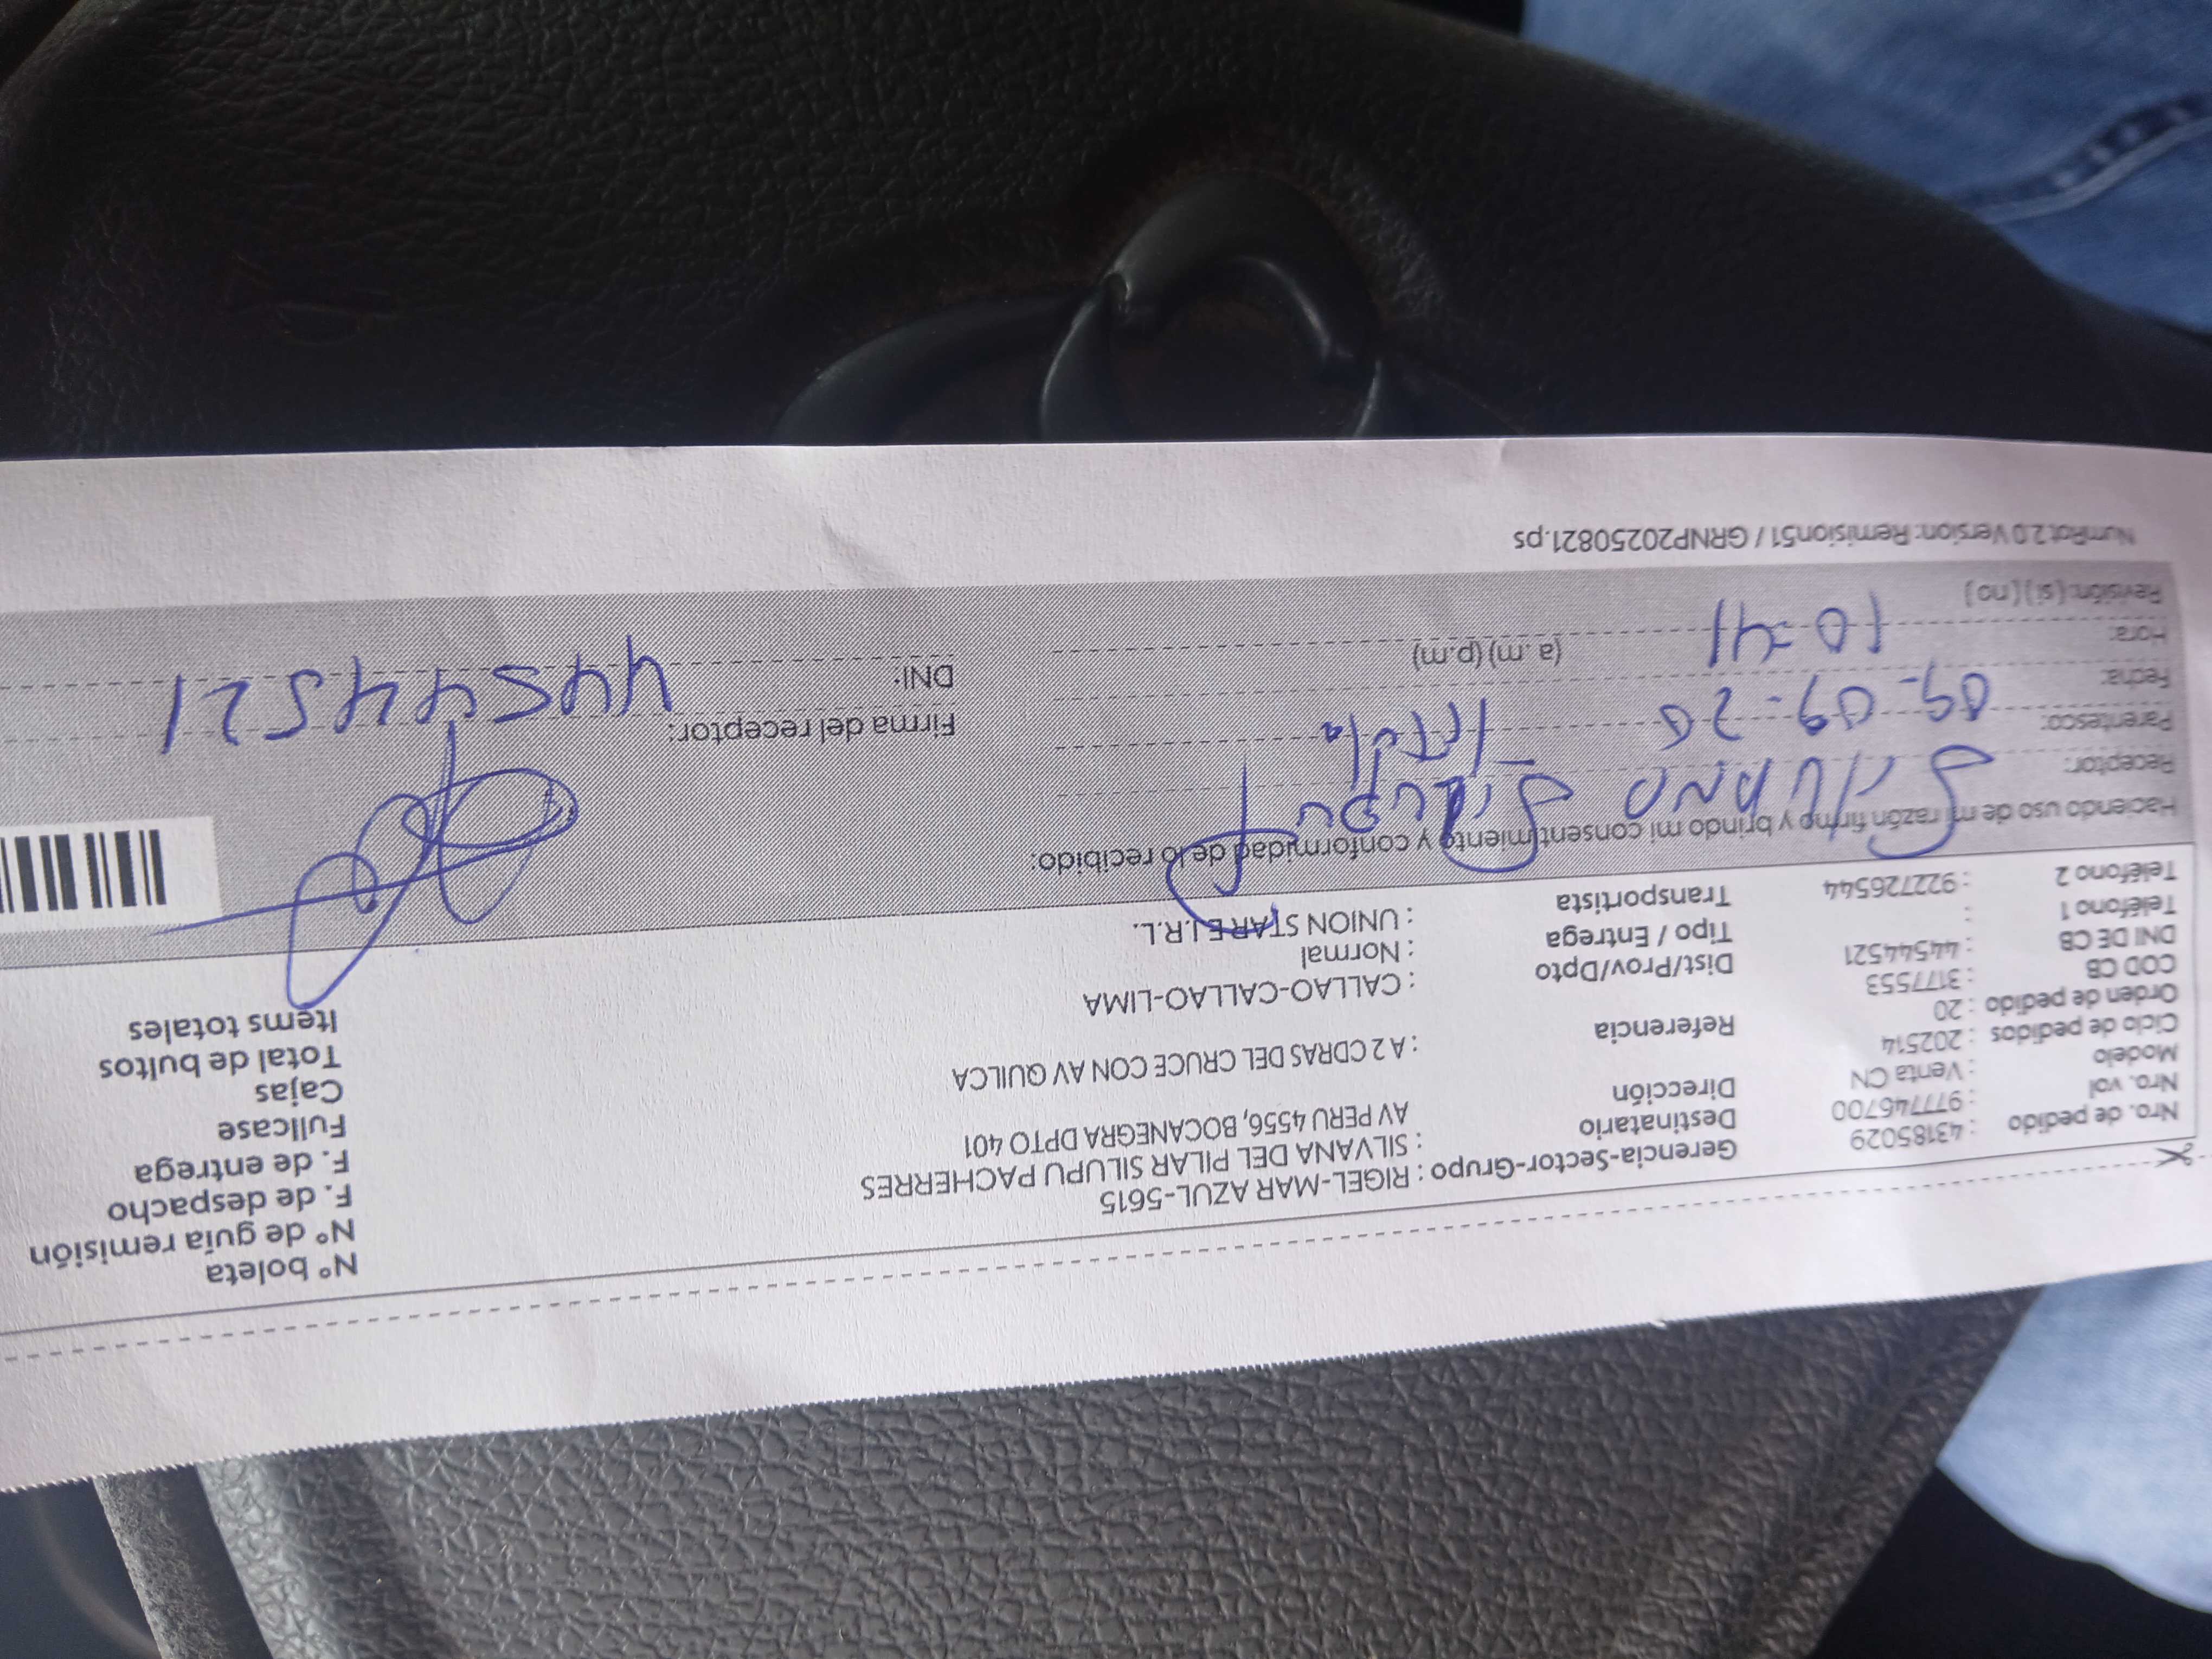 Gerencia-Sector-Grupo : RIGEL-MAR AZUL-5615
Nro. de pedido : 43185029
Destinatario : SILVANA DEL PILAR SILUPU PACHERRES
Nro. vol : 977746700
Dirección AV PERU 4556, BOCANEGRA DPTO 401
Modelo : Venta CN
Ciclo de pedidos : 202514
Referencia : A 2 CDRAS DEL CRUCE CON AV QUILCA
Orden de pedido : 20
COD CB : 3177553
Dist/Prov/Dpto : CALLAO-CALLAO-LIMA
DNI DE CB : 44544521
Tipo / Entrega : Normal
Teléfono 1 :
Transportista : UNION STAR E.I.R.L.
Teléfono 2 : 922726544
N° boleta
N° de guía remisión
F. de despacho
F. de entrega
Fullcase
Cajas
Total de bultos
Items totales
Haciendo uso de mi razón firmo y brindo mi consentimiento y conformidad de lo recibido:
Receptor: SILVANA Silupu P
Parentesco: Titula
Firma del receptor:
Fecha: 09-09-20
DNI: 44544521
Hora: 10:41 (a.m) (p.m)
Revisión: (si) (no)
NumRot 2.0 Version: Remision51 / GRNP20250821.ps